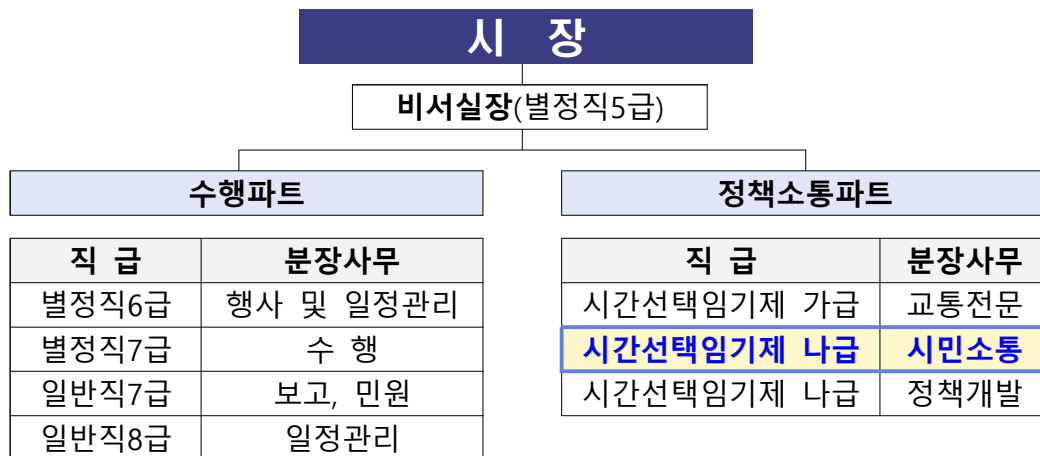 시 장
비서실장(별정직5급)
수행파트
직 급 분장사무
별정직6급 행사 및 일정관리
별정직7급 수 행
일반직7급 보고, 민원
일반직8급 일정관리
정책소통파트
직 급 분장사무
시간선택임기제 가급 교통전문
시간선택임기제 나급 시민소통
시간선택임기제 나급 정책개발